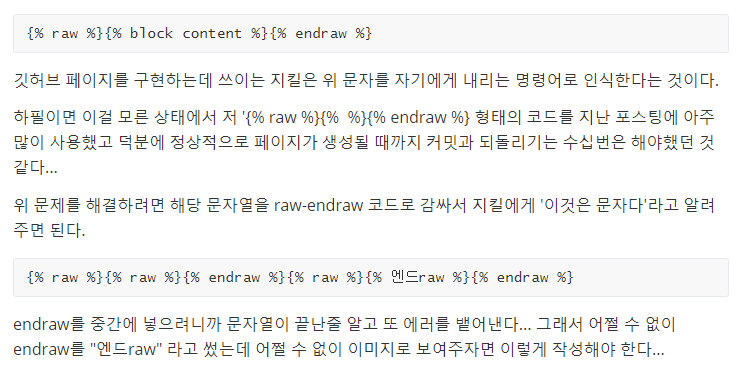 {% raw %}{% block content %}{% endraw %}
깃허브 페이지를 구현하는데 쓰이는 지킬은 위 문자를 자기에게 내리는 명령어로 인식한다는 것이다.
하필이면 이걸 모른 상태에서 저 '{% raw %}{%  %}{% endraw %} 형태의 코드를 지난 포스팅에 아주
많이 사용했고 덕분에 정상적으로 페이지가 생성될 때까지 커밋과 되돌리기는 수십번은 해야했던 것
같다...
위 문제를 해결하려면 해당 문자열을 raw-endraw 코드로 감싸서 지킬에게 '이것은 문자다'라고 알려
주면 된다.
{% raw %}{% raw %}{% endraw %}{% raw %}{% 엔드raw %}{% endraw %}
endraw를 중간에 넣으려니까 문자열이 끝난줄 알고 또 에러를 뱉어낸다... 그래서 어쩔 수 없이
endraw를 "엔드raw" 라고 썼는데 어쩔 수 없이 이미지로 보여주자면 이렇게 작성해야 한다...